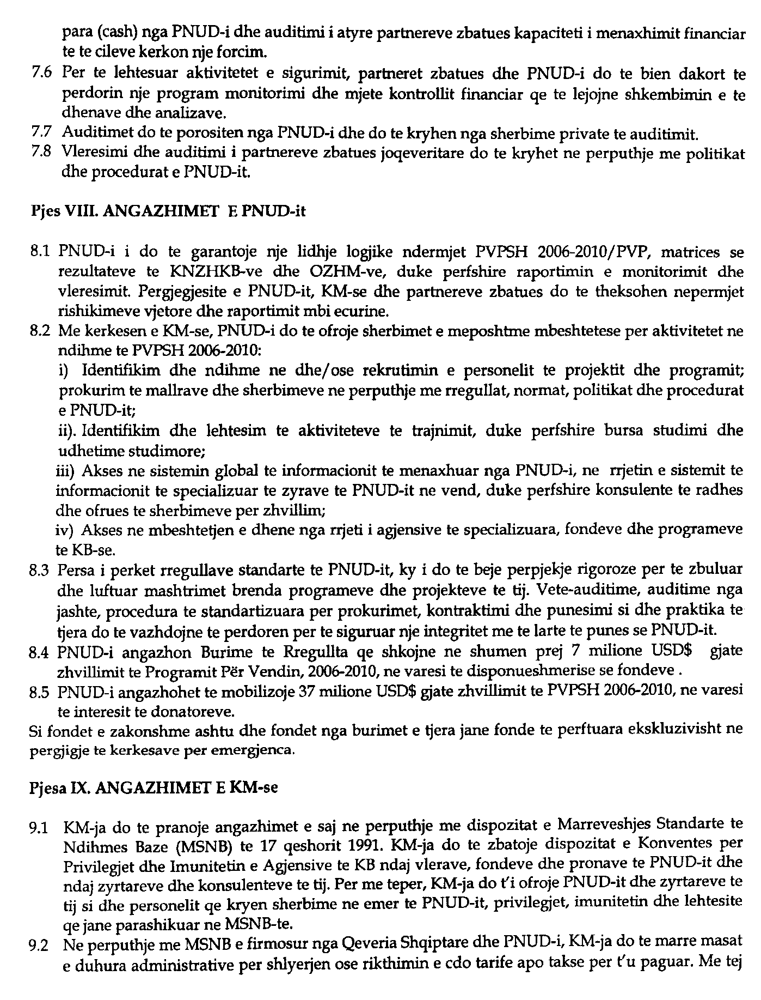 para (cash) nga PNUD-i dhe auditimi i atyre partnereve zbatues kapaciteti i menaxhimit financiar
te te cileve kerkon nje forcim.
7.6 Per te lehtesuar aktivitetet e sigurimit, partneret zbatues dhe PNUD-i do te bien dakort te
perdorin nje program monitorimi dhe mjete kontrollit financiar qe te lejojne shkembimin e te
dhenave dhe analizave.
7.7 Auditimet do te porositen nga PNUD-i dhe do te kryhen nga sherbime private te auditimit.
7.8 Vleresimi dhe auditimi i partnereve zbatues joqeveritare do te kryhet ne perputhje me politikat
dhe procedurat e PNUD-it.
Pjes VIII. ANGAZHIMET E PNUD-it
8.1 PNUD-i i do te garantoje nje lidhje logjike ndermjet PVPSH 2006-2010/PVP, matrices se
rezultateve te KNZHKB-ve dhe OZHM-ve, duke perfshire raportimin e monitorimit dhe
vleresimit. Pergjegjesite e PNUD-it, KM-se dhe partnereve zbatues do te theksohen nepermjet
rishikimeve vjetore dhe raportimit mbi ecurine.
8.2 Me kerkesen e KM-se, PNUD-i do te ofroje sherbimet e meposhtme mbeshtetese per aktivitetet ne
ndihme te PVPSH 2006-2010:
i) Identifikim dhe ndihme ne dhe/ose rekrutimin e personelit te projektit dhe programit;
prokurim te mallrave dhe sherbimeve ne perputhje me rregullat, normat, politikat dhe procedurat
e PNUD-it;
ii). Identifikim dhe lehtesim te aktiviteteve te trajnimit, duke perfshire bursa studimi dhe
udhetime studimore;
iii) Akses ne sistemin global te informacionit te menaxhuar nga PNUD-i, ne rrjetin e sistemit te
informacionit te specializuar te zyrave te PNUD-it ne vend, duke perfshire konsulente te radhes
dhe ofrues te sherbimeve per zhvillim;
iv) Akses ne mbeshtetjen e dhene nga rrjeti i agjensive te specializuara, fondeve dhe programeve
te KB-se.
8.3 Persa i perket rregullave standarte te PNUD-it, ky i do te beje perpjekje rigoroze per te zbuluar
dhe luftuar mashtrimet brenda programeve dhe projekteve te tij. Vete-auditime, auditime nga
jashte, procedura te standartizuara per prokurimet, kontraktimi dhe punesimi si dhe praktika te
tjera do te vazhdojne te perdoren per te siguruar nje integritet me te larte te punes se PNUD-it.
8.4 PNUD-i angazhon Burime te Rregullta qe shkojne ne shumen prej 7 milione USD$ gjate
zhvillimit te Programit Për Vendin, 2006-2010, ne varesi te disponueshmerise se fondeve .
8.5 PNUD-i angazhohet te mobilizoje 37 milione USD$ gjate zhvillimit te PVPSH 2006-2010, ne varesi
te interesit te donatoreve.
Si fondet e zakonshme ashtu dhe fondet nga burimet e tjera jane fonde te perftuara ekskluzivisht ne
pergjigje te kerkesave per emergjenca.
Pjesa IX. ANGAZHIMET E KM-se
9.1 KM-ja do te pranoje angazhimet e saj ne perputhje me dispozitat e Marreveshjes Standarte te
Ndihmes Baze (MSNB) te 17 qeshorit 1991. KM-ja do te zbatoje dispozitat e Konventes per
Privilegjet dhe Imunitetin e Agjensive te KB ndaj vlerave, fondeve dhe pronave te PNUD-it dhe
ndaj zyrtareve dhe konsulenteve te tij. Per me teper, KM-ja do t'i ofroje PNUD-it dhe zyrtareve te
tij si dhe personelit qe kryen sherbime ne emer te PNUD-it, privilegjet, imunitetin dhe lehtesite
qe jane parashikuar ne MSNB-te.
9.2 Ne perputhje me MSNB e firmosur nga Qeveria Shqiptare dhe PNUD-i, KM-ja do te marre masat
e duhura administrative per shlyerjen ose rikthimin e cdo tarife apo takse per t'u paguar. Me tej